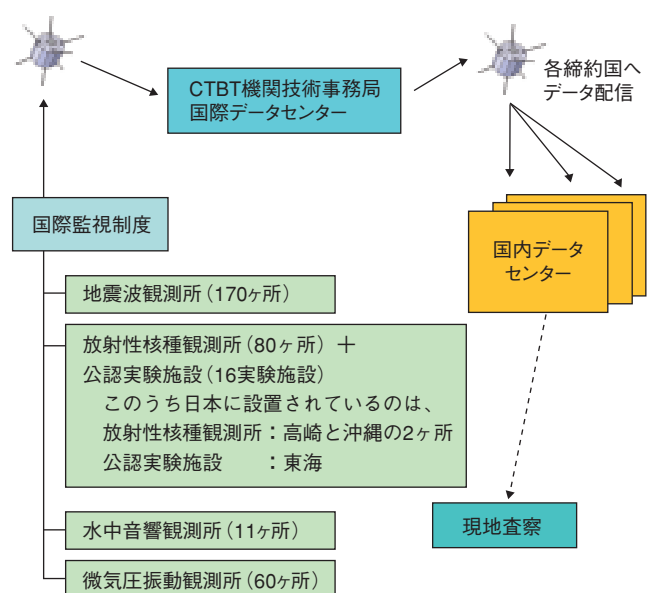 CTBT機関技術事務局
国際データセンター
各締約国へ
データ配信
国際監視制度
国内データ
センター
地震波観測所(170ヶ所)
放射性核種観測所(80ヶ所) ＋
公認実験施設(16実験施設)
このうち日本に設置されているのは、
放射性核種観測所：高崎と沖縄の2ヶ所
公認実験施設　　：東海
水中音響観測所(11ヶ所)
現地査察
微気圧振動観測所(60ヶ所)